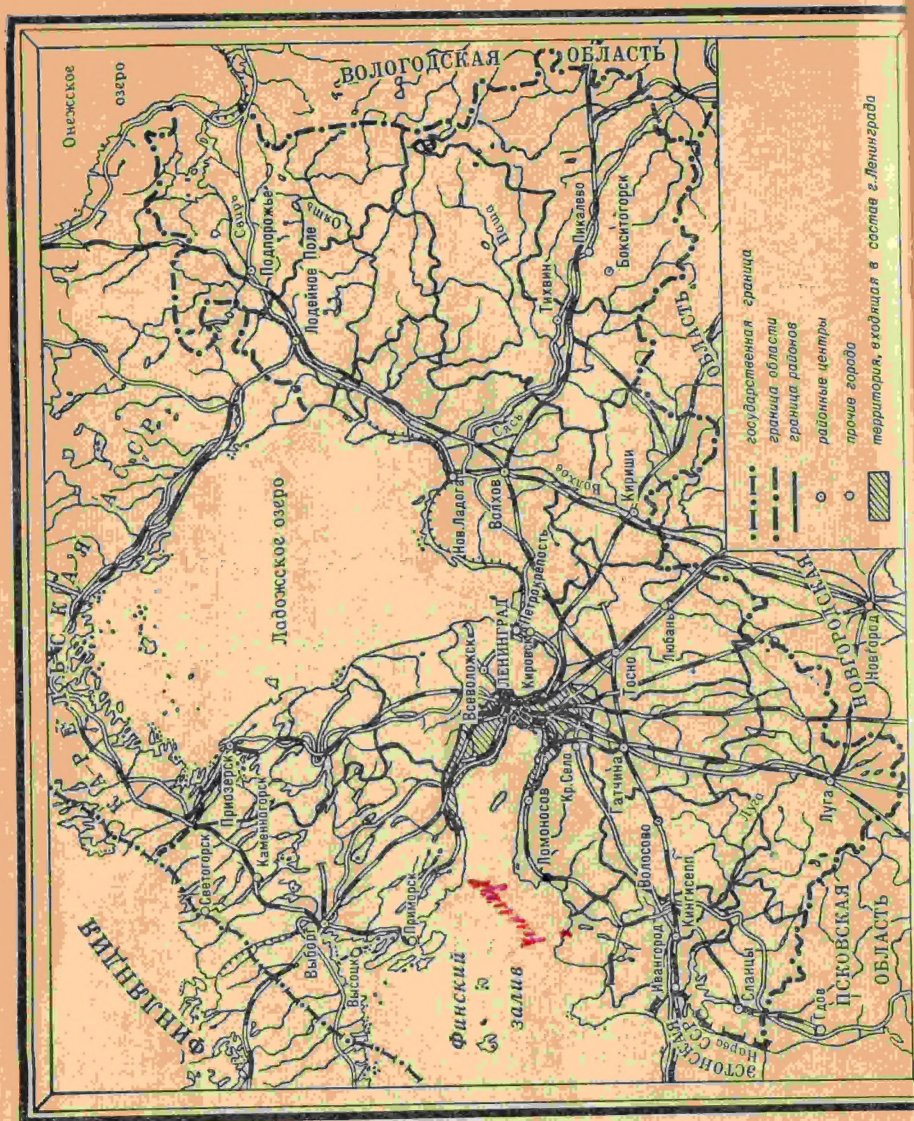 Онежское
озеро
ВОЛОГОДСКАЯ ОБЛАСТЬ
КАРЕЛЬСКАЯ А.С.С.Р.
ФИНЛЯНДИЯ
Ладожское озеро
Свирь
Подпорожье
Оять
Лодейное Поле
Паша
Тихвин
Пикалево
Бокситогорск
Сясь
Нов.Ладога
Волхов
Волхов
Кириши
Петрокрепость
Кировск
ЛЕНИНГРАД
Всеволожск
Приозерск
Каменногорск
Светогорск
Выборг
Высоцк
Приморск
Финский
залив
Ломоносов
Кр.Село
Гатчина
Тосно
Любань
Волосово
Кингисепп
Ивангород
Сланцы
Гдов
Луга
Луга
Нарва
ЭСТОНСКАЯ
ССР
ПСКОВСКАЯ
ОБЛАСТЬ
НОВГОРОДСКАЯ ОБЛАСТЬ
Новгород
государственная граница
граница области
граница районов
районные центры
прочие города
территория, входящая в состав г.Ленинграда